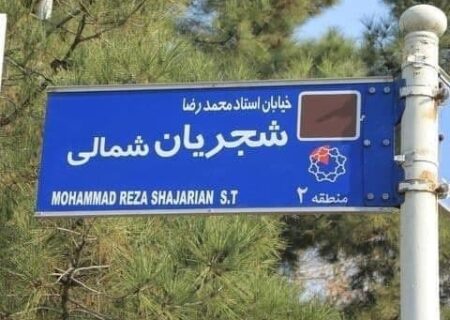 خیابان استاد محمد رضا
شجریان شمالی
MOHAMMAD REZA SHAJARIAN S.T
منطقه ۲